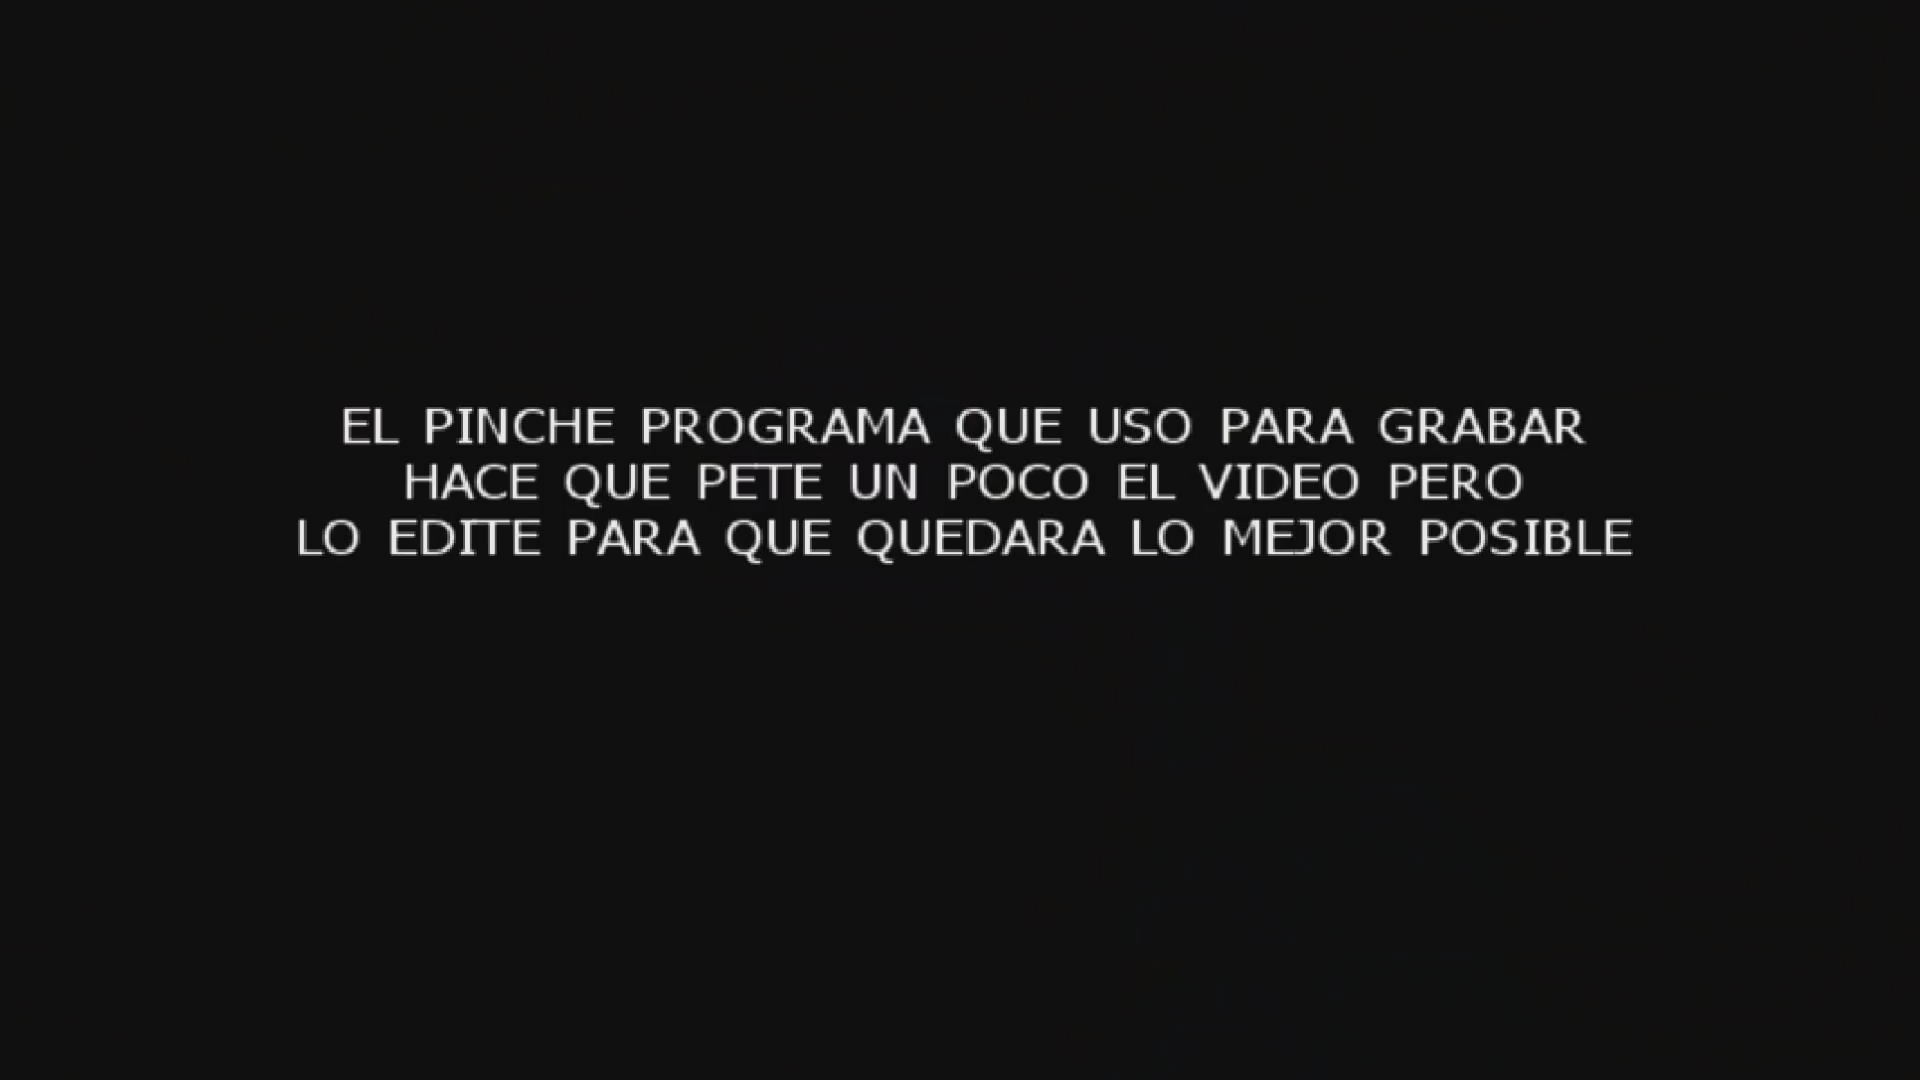 EL PINCHE PROGRAMA QUE USO PARA GRABAR
HACE QUE PETE UN POCO EL VIDEO PERO
LO EDITE PARA QUE QUEDARA LO MEJOR POSIBLE